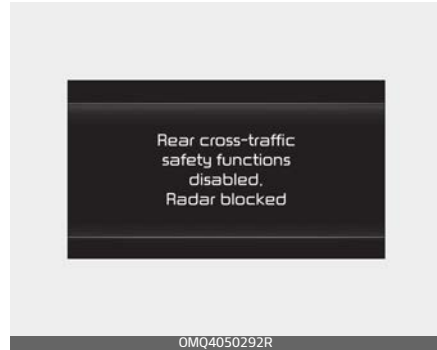 Rear cross-traffic
safety functions
disabled,
Radar blocked
OMQ4050292R